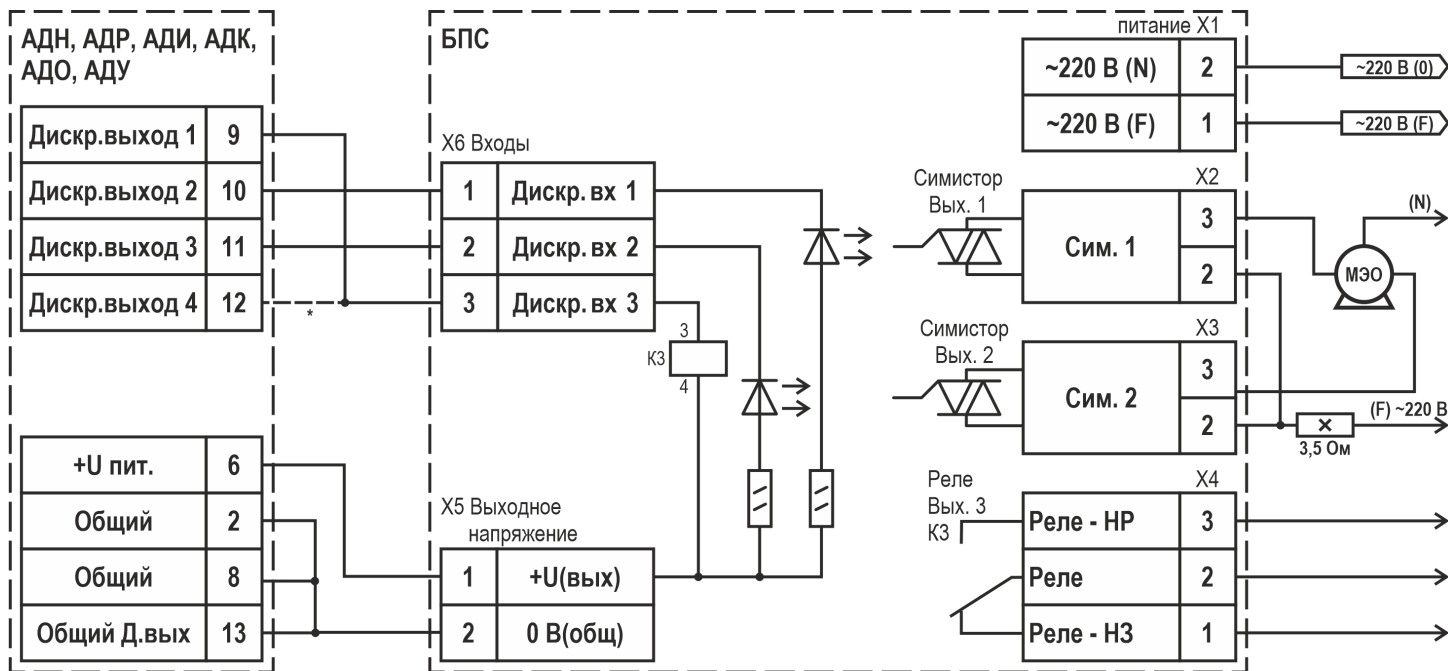 АДН, АДР, АДИ, АДК,
АДО, АДУ
Дискр.выход 1 9
Дискр.выход 2 10
Дискр.выход 3 11
Дискр.выход 4 12
*
+U пит. 6
Общий 2
Общий 8
Общий Д.вых 13
БПС
X6 Входы
1 Дискр. вх 1
2 Дискр. вх 2
3 Дискр. вх 3
3
К3
4
X5 Выходное
напряжение
1 +U(вых)
2 0 В(общ)
питание X1
~220 В (N) 2
~220 В (F) 1
~220 В (0)
~220 В (F)
Симистор
Вых. 1
X2
Сим. 1
3
2
(N)
МЭО
Симистор
Вых. 2
X3
Сим. 2
3
2
(F) ~220 В
3,5 Ом
Реле
Вых. 3
К3
X4
Реле - НР 3
Реле 2
Реле - НЗ 1